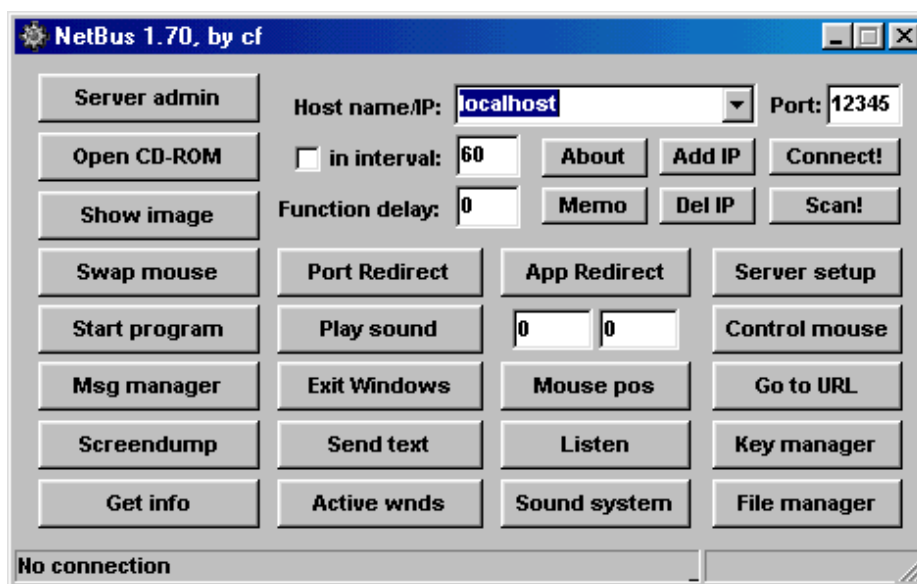 NetBus 1.70, by cf
Server admin
Host name/IP: localhost Port: 12345
Open CD-ROM
in interval: 60 About Add IP Connect!
Show image
Function delay: 0 Memo Del IP Scan!
Swap mouse Port Redirect App Redirect Server setup
Start program Play sound 0 0 Control mouse
Msg manager Exit Windows Mouse pos Go to URL
Screendump Send text Listen Key manager
Get info Active wnds Sound system File manager
No connection